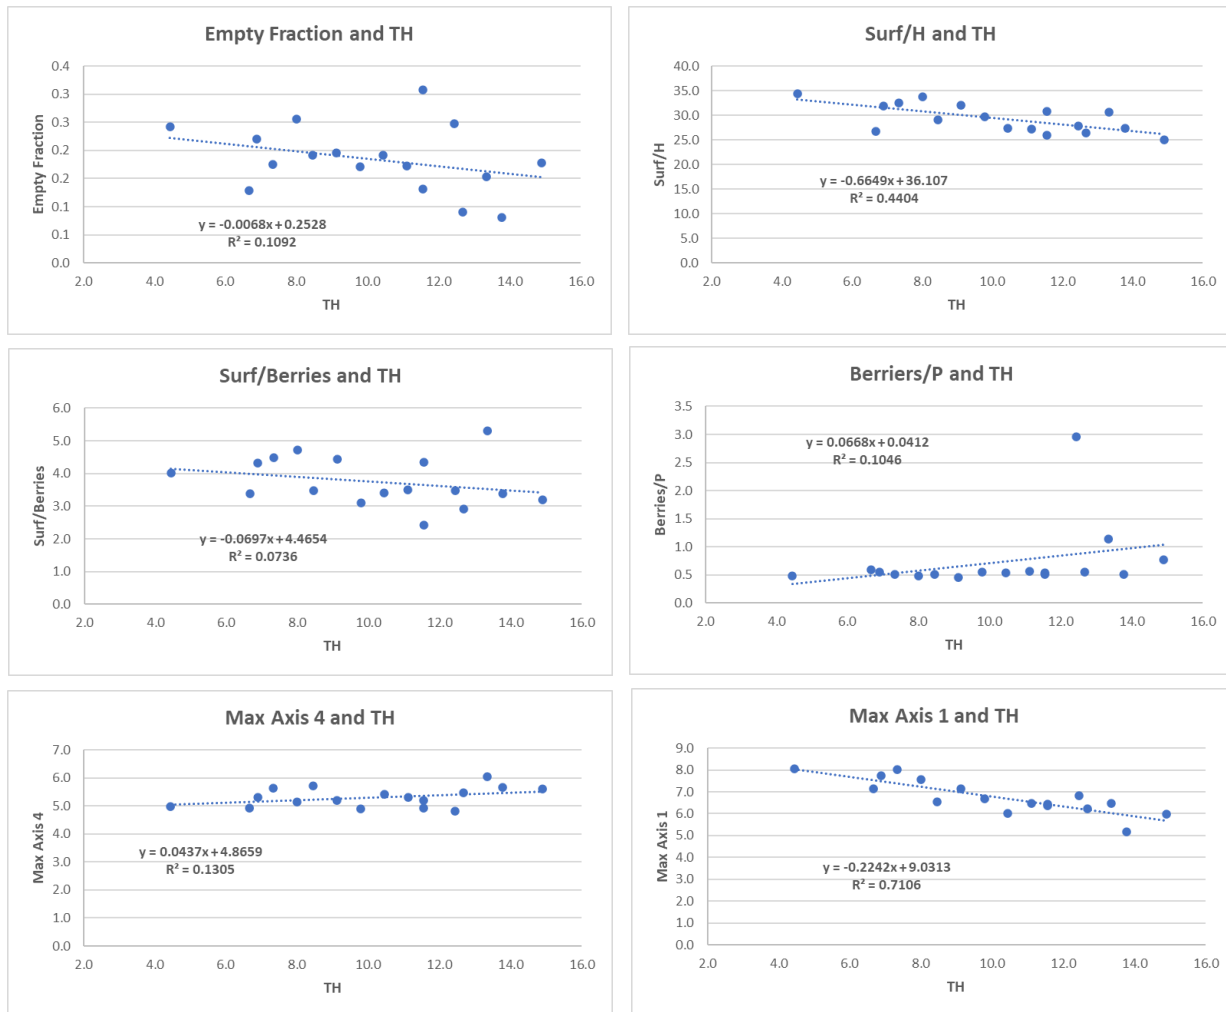 Empty Fraction and TH
0.4
0.3
0.3
0.2
0.2
0.1
0.1
0.0
Empty Fraction
y = -0.0068x + 0.2528
R² = 0.1092
2.0 4.0 6.0 8.0 10.0 12.0 14.0 16.0
TH
Surf/H and TH
40.0
35.0
30.0
25.0
20.0
15.0
10.0
5.0
0.0
Surf/H
y = -0.6649x + 36.107
R² = 0.4404
2.0 4.0 6.0 8.0 10.0 12.0 14.0 16.0
TH
Surf/Berries and TH
6.0
5.0
4.0
3.0
2.0
1.0
0.0
Surf/Berries
y = -0.0697x + 4.4654
R² = 0.0736
2.0 4.0 6.0 8.0 10.0 12.0 14.0 16.0
TH
Berriers/P and TH
3.5
3.0
2.5
2.0
1.5
1.0
0.5
0.0
Berries/P
y = 0.0668x + 0.0412
R² = 0.1046
2.0 4.0 6.0 8.0 10.0 12.0 14.0 16.0
TH
Max Axis 4 and TH
7.0
6.0
5.0
4.0
3.0
2.0
1.0
0.0
Max Axis 4
y = 0.0437x + 4.8659
R² = 0.1305
2.0 4.0 6.0 8.0 10.0 12.0 14.0 16.0
TH
Max Axis 1 and TH
9.0
8.0
7.0
6.0
5.0
4.0
3.0
2.0
1.0
0.0
Max Axis 1
y = -0.2242x + 9.0313
R² = 0.7106
2.0 4.0 6.0 8.0 10.0 12.0 14.0 16.0
TH